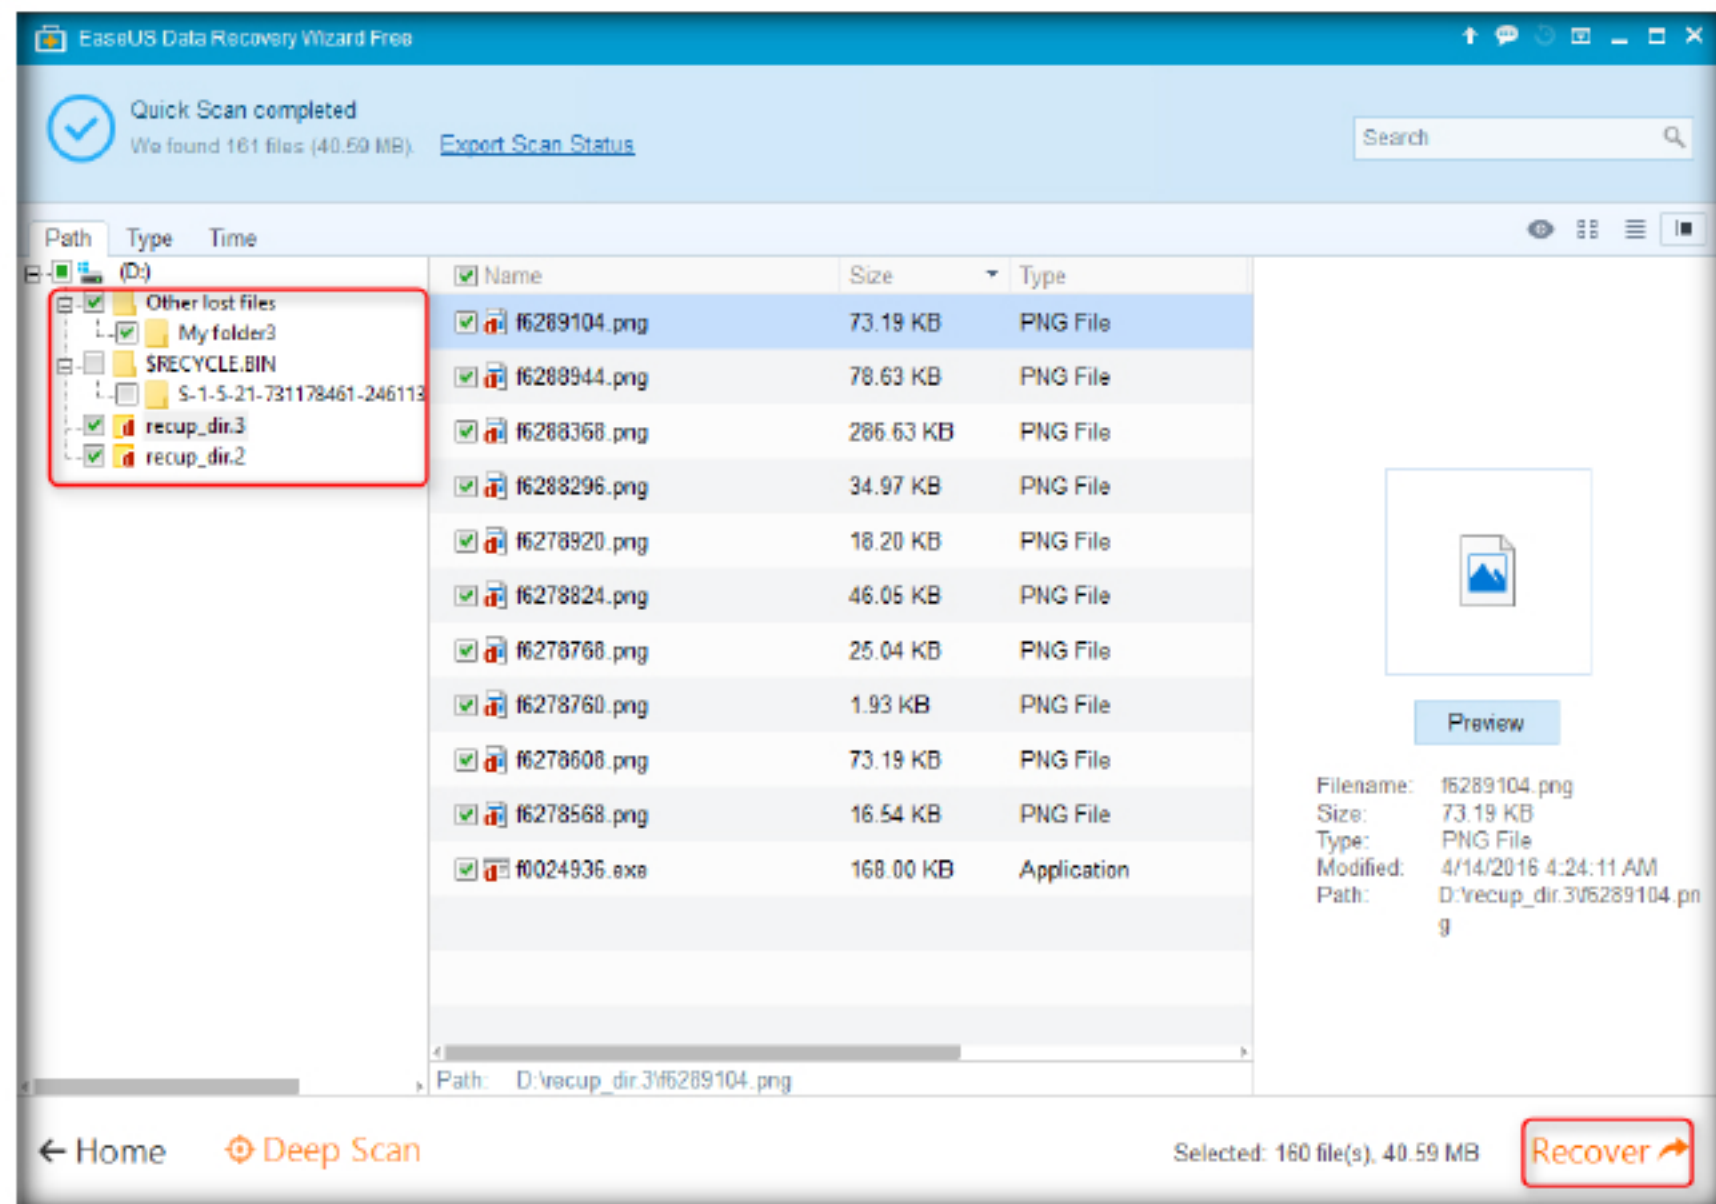 EaseUS Data Recovery Wizard Free
Quick Scan completed
We found 161 files (40.59 MB). Export Scan Status
Search
Path Type Time
(D:)
Other lost files
My folder3
$RECYCLE.BIN
S-1-5-21-731178461-246113
recup_dir.3
recup_dir.2
Name Size Type
f6289104.png 73.19 KB PNG File
f6288944.png 78.63 KB PNG File
f6288368.png 286.63 KB PNG File
f6288296.png 34.97 KB PNG File
f6278920.png 18.20 KB PNG File
f6278824.png 46.05 KB PNG File
f6278768.png 25.04 KB PNG File
f6278760.png 1.93 KB PNG File
f6278608.png 73.19 KB PNG File
f6278568.png 16.54 KB PNG File
f0024936.exe 168.00 KB Application
Preview
Filename: f6289104.png
Size: 73.19 KB
Type: PNG File
Modified: 4/14/2016 4:24:11 AM
Path: D:\recup_dir.3\f6289104.pn
g
Path: D:\recup_dir.3\f6289104.png
Home Deep Scan Selected: 160 file(s), 40.59 MB Recover